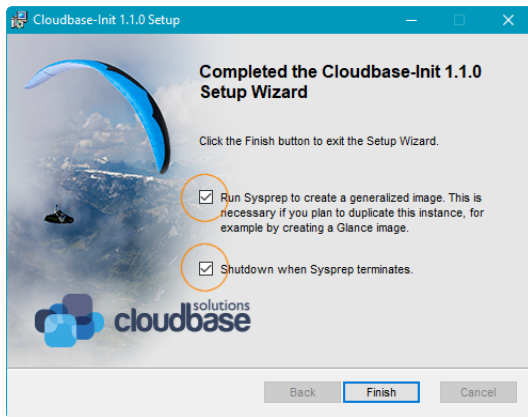 Cloudbase-Init 1.1.0 Setup
Completed the Cloudbase-Init 1.1.0
Setup Wizard
Click the Finish button to exit the Setup Wizard.
Run Sysprep to create a generalized image. This is
necessary if you plan to duplicate this instance, for
example by creating a Glance image.
Shutdown when Sysprep terminates.
solutions
cloudbase
Back
Finish
Cancel